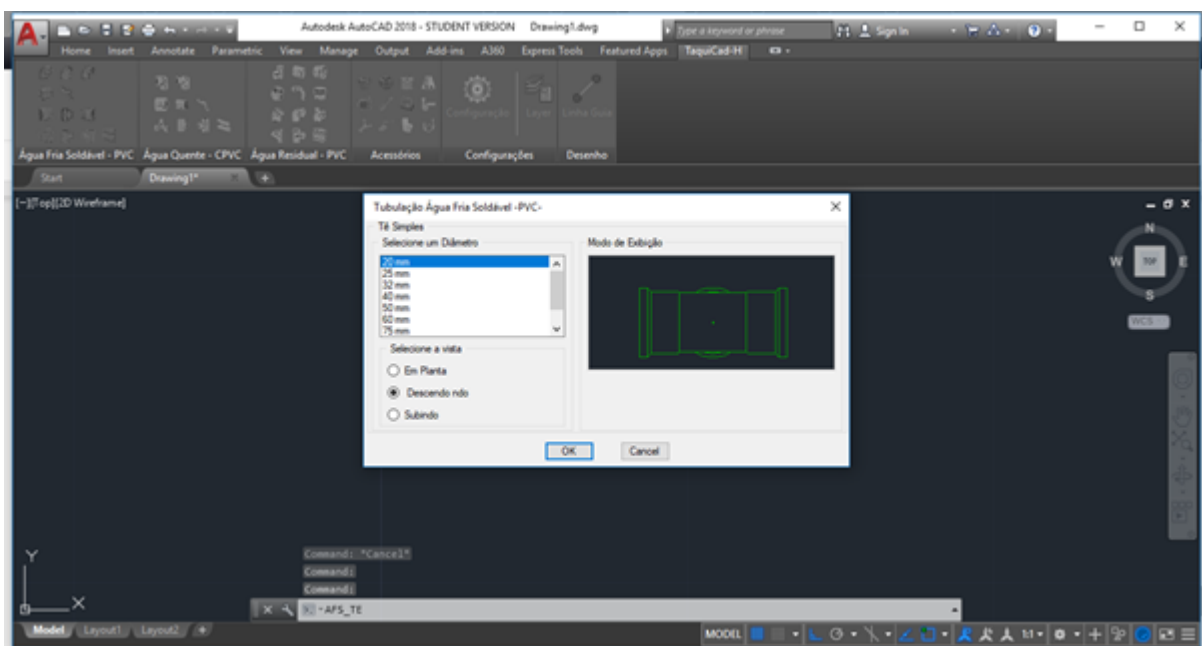 Autodesk AutoCAD 2018 - STUDENT VERSION Drawing1.dwg
Type a keyword or phrase
Sign In
Home Insert Annotate Parametric View Manage Output Add-ins A360 Express Tools Featured Apps TaquiCad-H
Configuração Layer Linha Guia
Água Fria Soldável - PVC Água Quente - CPVC Água Residual - PVC Acessórios Configurações Desenho
Start Drawing1*
[-][Top][2D Wireframe]
Tubulação Água Fria Soldável -PVC-
Tê Simples
Selecione um Diâmetro
Modo de Exibição
20 mm
25 mm
32 mm
40 mm
50 mm
60 mm
75 mm
Selecione a vista
Em Planta
Descendo ndo
Subindo
OK Cancel
N
W TOP E
S
WCS
Command: *Cancel*
Command:
Command:
Y
X
AFS_TE
Model Layout1 Layout2
MODEL
1:1